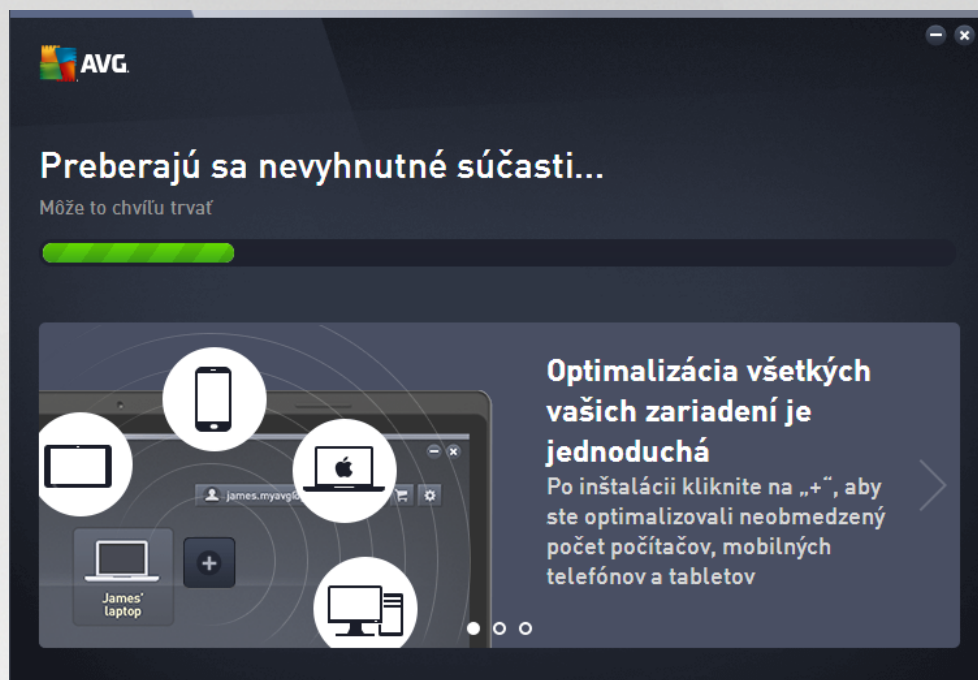 AVG
Preberajú sa nevyhnutné súčasti...
Môže to chvíľu trvať
Optimalizácia všetkých
vašich zariadení je
jednoduchá
Po inštalácii kliknite na „+“, aby
ste optimalizovali neobmedzený
počet počítačov, mobilných
telefónov a tabletov
James'
laptop